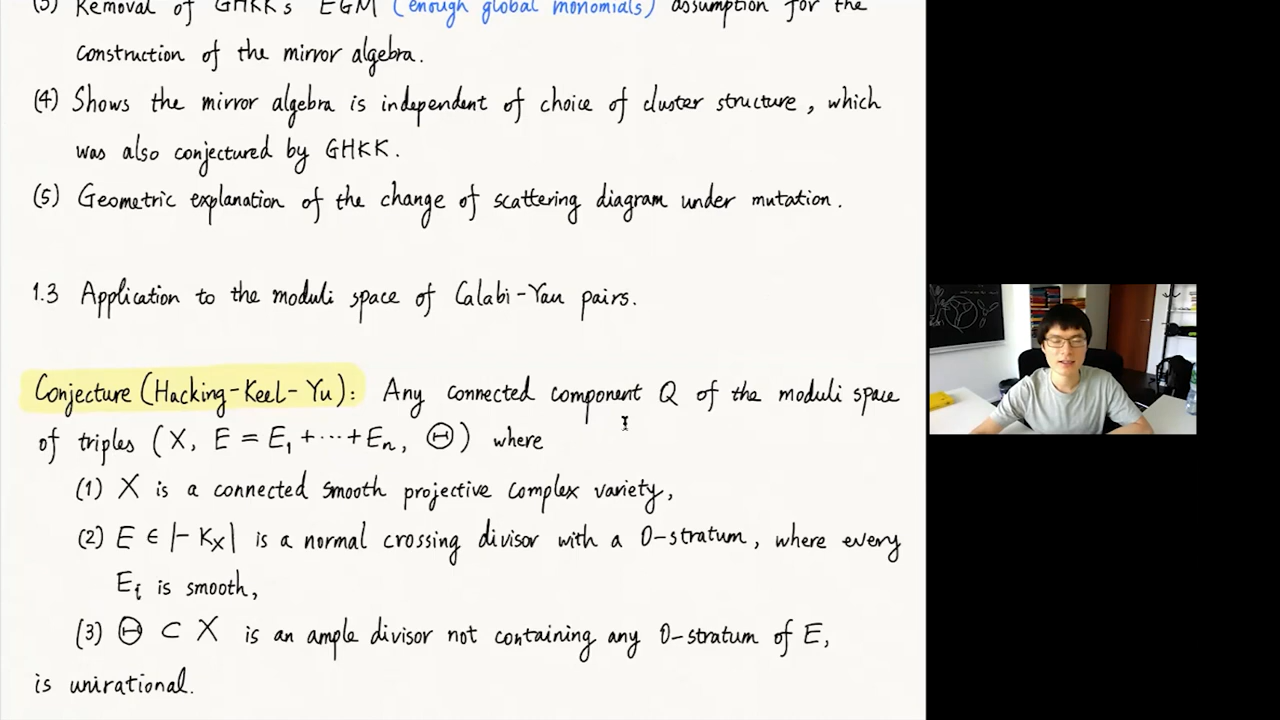 (3) Removal of GHKK's EGM (enough global monomials) assumption for the
construction of the mirror algebra.
(4) Shows the mirror algebra is independent of choice of cluster structure, which
was also conjectured by GHKK.
(5) Geometric explanation of the change of scattering diagram under mutation.
1.3 Application to the moduli space of Calabi-Yau pairs.
Conjecture (Hacking-Keel-Yu): Any connected component Q of the moduli space
of triples (X, E = E₁ + ⋯ + Eₙ, Θ) where
(1) X is a connected smooth projective complex variety,
(2) E ∈ |-K_X| is a normal crossing divisor with a 0-stratum, where every
Eᵢ is smooth,
(3) Θ ⊂ X is an ample divisor not containing any 0-stratum of E,
is unirational.